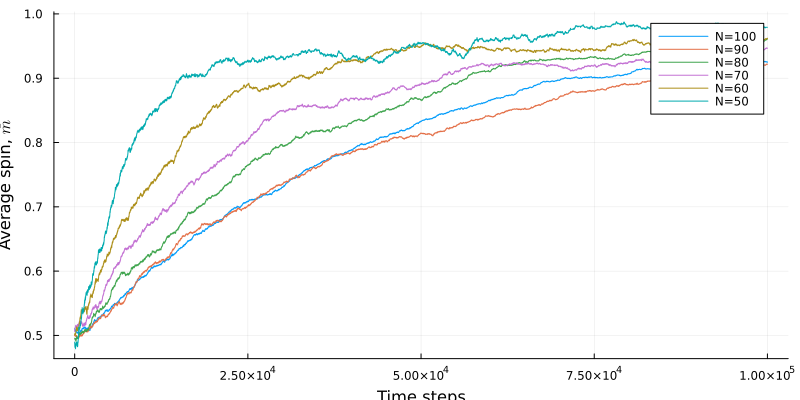 1.0
0.9
0.8
0.7
0.6
0.5
Average spin, m̄
N=100
N=90
N=80
N=70
N=60
N=50
0 2.50×10⁴ 5.00×10⁴ 7.50×10⁴ 1.00×10⁵
Time steps